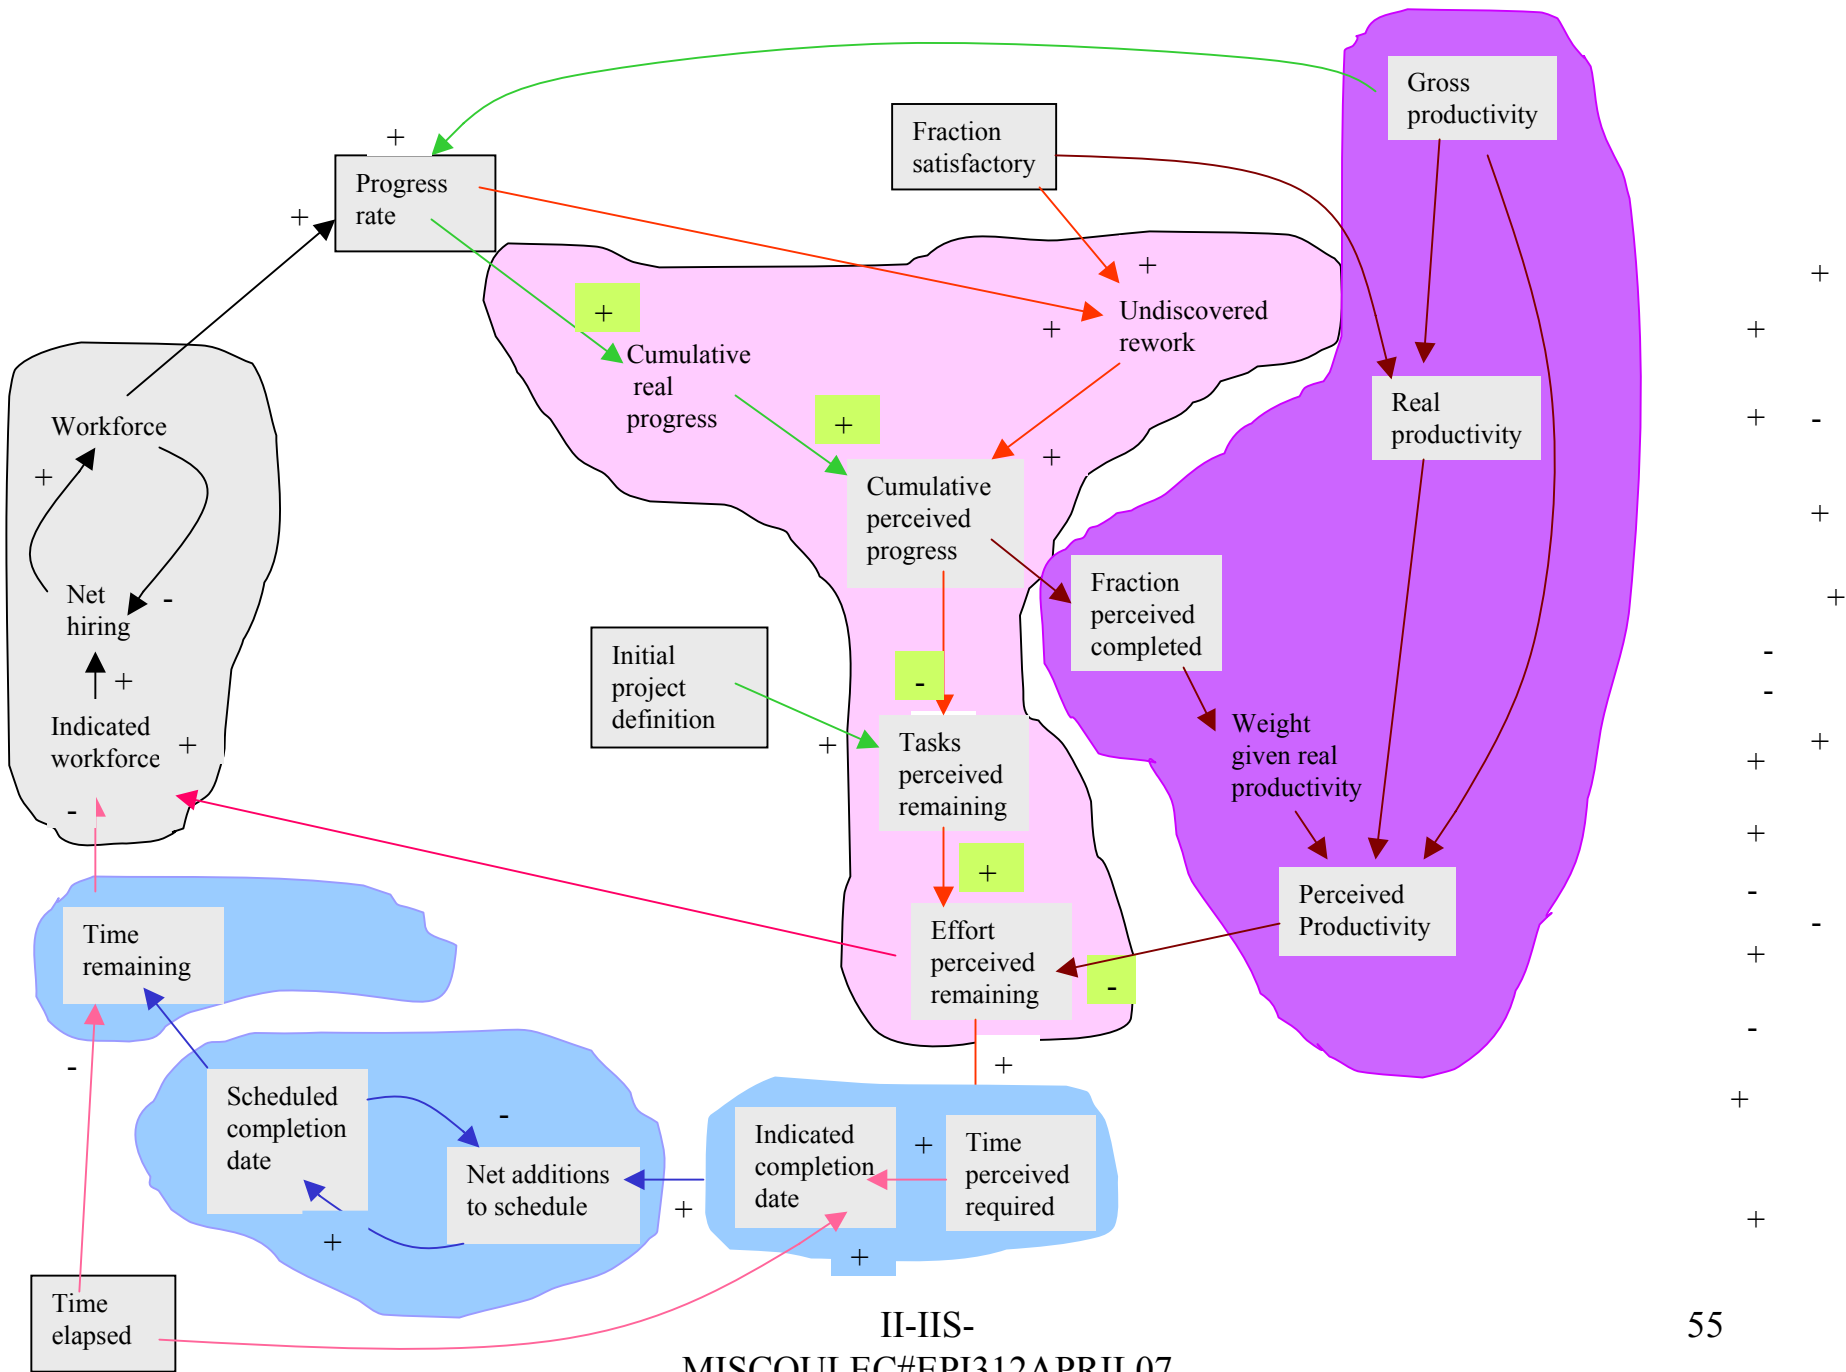 Gross
productivity
+
Fraction
satisfactory
Progress
rate
+
+
+
Undiscovered
rework
+
+
+
Cumulative
real
progress
+
Real
productivity
+
-
Workforce
+
+
Cumulative
perceived
progress
+
Net
hiring
-
Fraction
perceived
completed
+
Initial
project
definition
-
-
-
+
Indicated
workforce
+
+
Tasks
perceived
remaining
Weight
given real
productivity
+
+
-
+
+
Perceived
Productivity
-
Time
remaining
Effort
perceived
remaining
-
-
+
-
-
+
Scheduled
completion
date
-
+
Indicated
completion
date
+
Time
perceived
required
Net additions
to schedule
+
+
+
+
Time
elapsed
II-IIS-
55
MISCOULEC#EPI312APRIL07